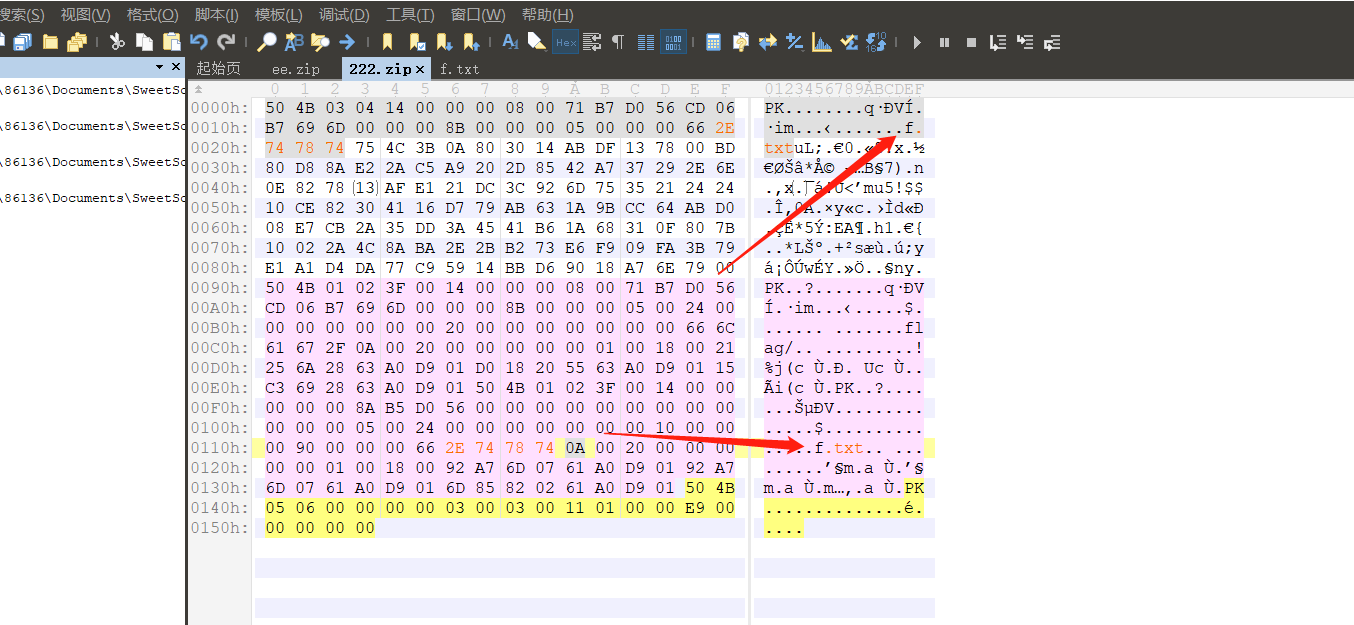 搜索(S) 视图(V) 格式(O) 脚本(I) 模板(L) 调试(D) 工具(T) 窗口(W) 帮助(H)
起始页 ee.zip 222.zip × f.txt
\86136\Documents\SweetSc
\86136\Documents\SweetSc
\86136\Documents\SweetSc
\86136\Documents\SweetSc
0 1 2 3 4 5 6 7 8 9 A B C D E F 0123456789ABCDEF
0000h: 50 4B 03 04 14 00 00 00 08 00 71 B7 D0 56 CD 06 PK........q·ÐVÍ.
0010h: B7 69 6D 00 00 00 8B 00 00 00 05 00 00 00 66 2E ·im...‹.......f.
0020h: 74 78 74 75 4C 3B 0A 80 30 14 AB DF 13 78 00 BD
0030h: 80 D8 8A E2 2A C5 A9 20 2D 85 42 A7 37 29 2E 6E
0040h: 0E 82 78 13 AF E1 21 DC 3C 92 6D 75 35 21 24 24
0050h: 10 CE 82 30 41 16 D7 79 AB 63 1A 9B CC 64 AB D0
0060h: 08 E7 CB 2A 35 DD 3A 45 41 B6 1A 68 31 0F 80 7B
0070h: 10 02 2A 4C 8A BA 2E 2B B2 73 E6 F9 09 FA 3B 79 ..*LŠº.+²sæù.ú;y
0080h: E1 A1 D4 DA 77 C9 59 14 BB D6 90 18 A7 6E 79 00 á¡ÔÚwÉY.»Ö..§ny.
0090h: 50 4B 01 02 3F 00 14 00 00 00 08 00 71 B7 D0 56 PK..?.......q·ÐV
00A0h: CD 06 B7 69 6D 00 00 00 8B 00 00 00 05 00 24 00 Í.·im...‹.....$.
00B0h: 00 00 00 00 00 20 00 00 00 00 00 00 00 00 66 6C ...... .......fl
00C0h: 61 67 2F 0A 00 20 00 00 00 00 00 01 00 18 00 21 ag/.. .........!
00D0h: 25 6A 28 63 A0 D9 01 D0 18 20 55 63 A0 D9 01 15 %j(c Ù.Ð. Uc Ù..
00E0h: C3 69 28 63 A0 D9 01 50 4B 01 02 3F 00 14 00 00 Ãi(c Ù.PK..?....
00F0h: 00 00 00 8A B5 D0 56 00 00 00 00 00 00 00 00 00 ...ŠµÐV.........
0100h: 00 00 00 05 00 24 00 00 00 00 00 00 00 10 00 00 .....$..........
0110h: 00 90 00 00 00 66 2E 74 78 74 0A 00 20 00 00 00 .....f.txt.. ...
0120h: 00 00 01 00 18 00 92 A7 6D 07 61 A0 D9 01 92 A7 ......’§m.a Ù.’§
0130h: 6D 07 61 A0 D9 01 6D 85 82 02 61 A0 D9 01 50 4B m.a Ù.m…‚.a Ù.PK
0140h: 05 06 00 00 00 00 03 00 03 00 11 01 00 00 E9 00 ..............é.
0150h: 00 00 00 00 ....